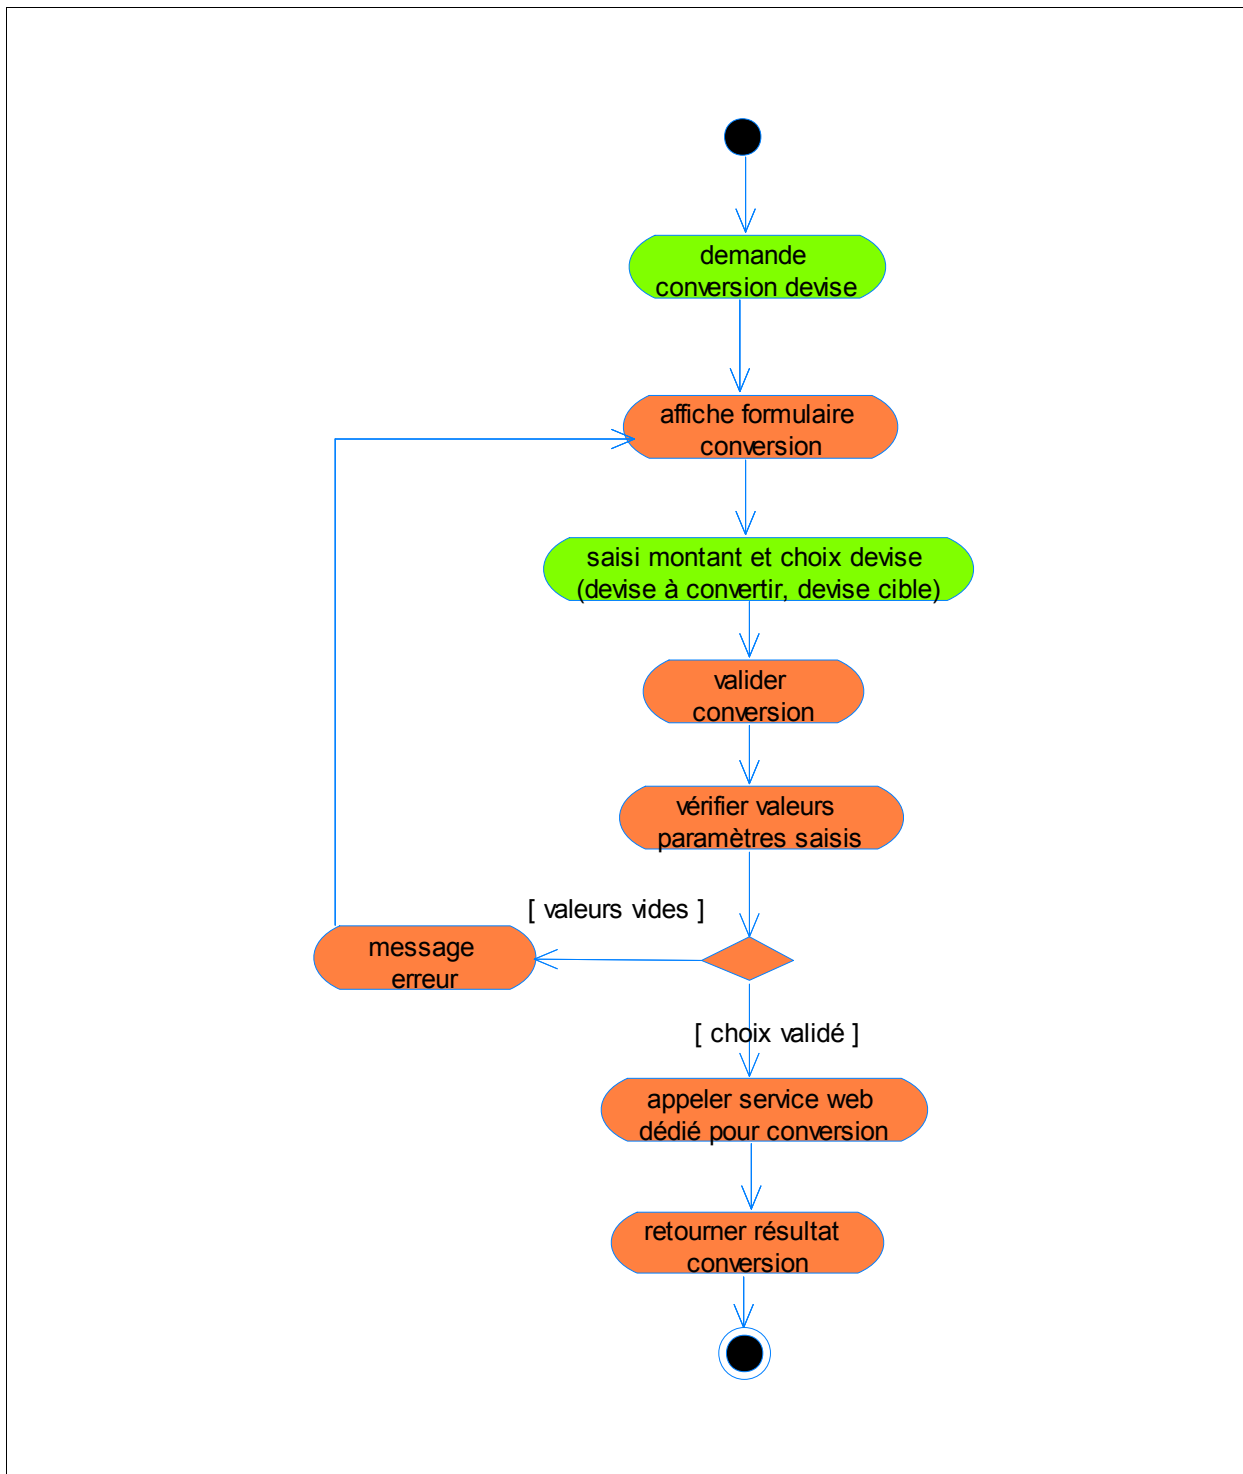 demande
conversion devise
affiche formulaire
conversion
saisi montant et choix devise
(devise à convertir, devise cible)
valider
conversion
vérifier valeurs
paramètres saisis
[ valeurs vides ]
message
erreur
[ choix validé ]
appeler service web
dédié pour conversion
retourner résultat
conversion